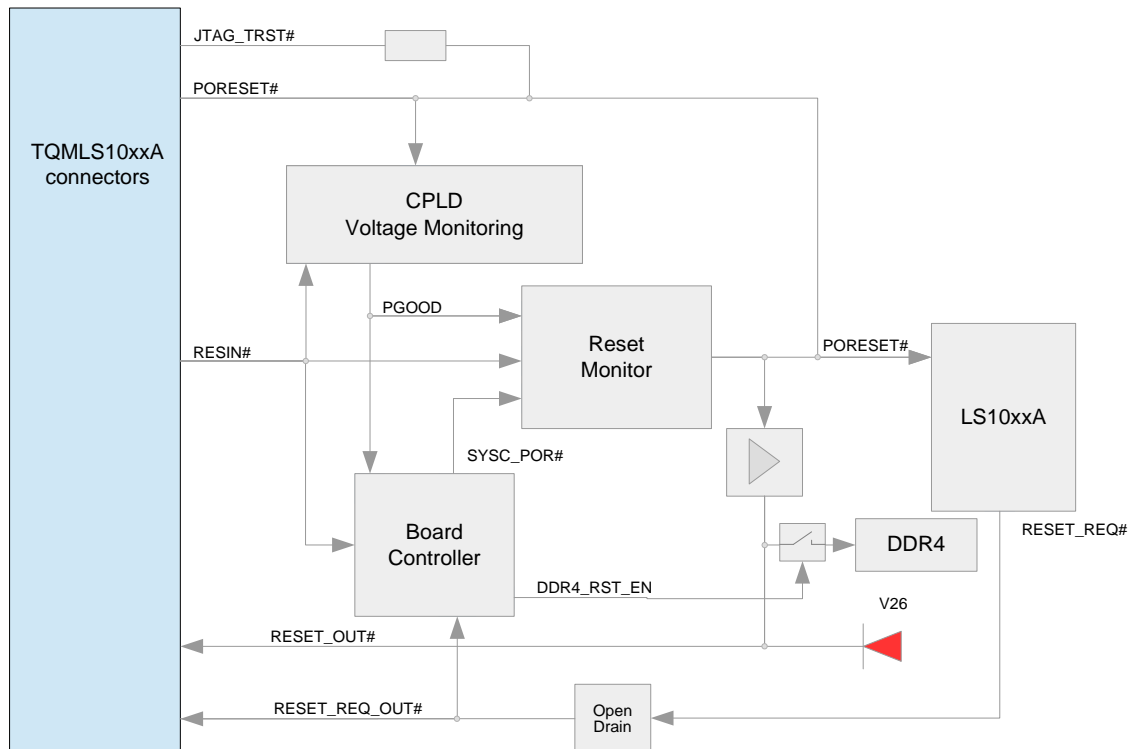 JTAG_TRST#
PORESET#
TQMLS10xxA
connectors
CPLD
Voltage Monitoring
PGOOD
RESIN#
Reset
Monitor
PORESET#
LS10xxA
SYSC_POR#
Board
Controller
RESET_REQ#
DDR4
DDR4_RST_EN
V26
RESET_OUT#
RESET_REQ_OUT#
Open
Drain